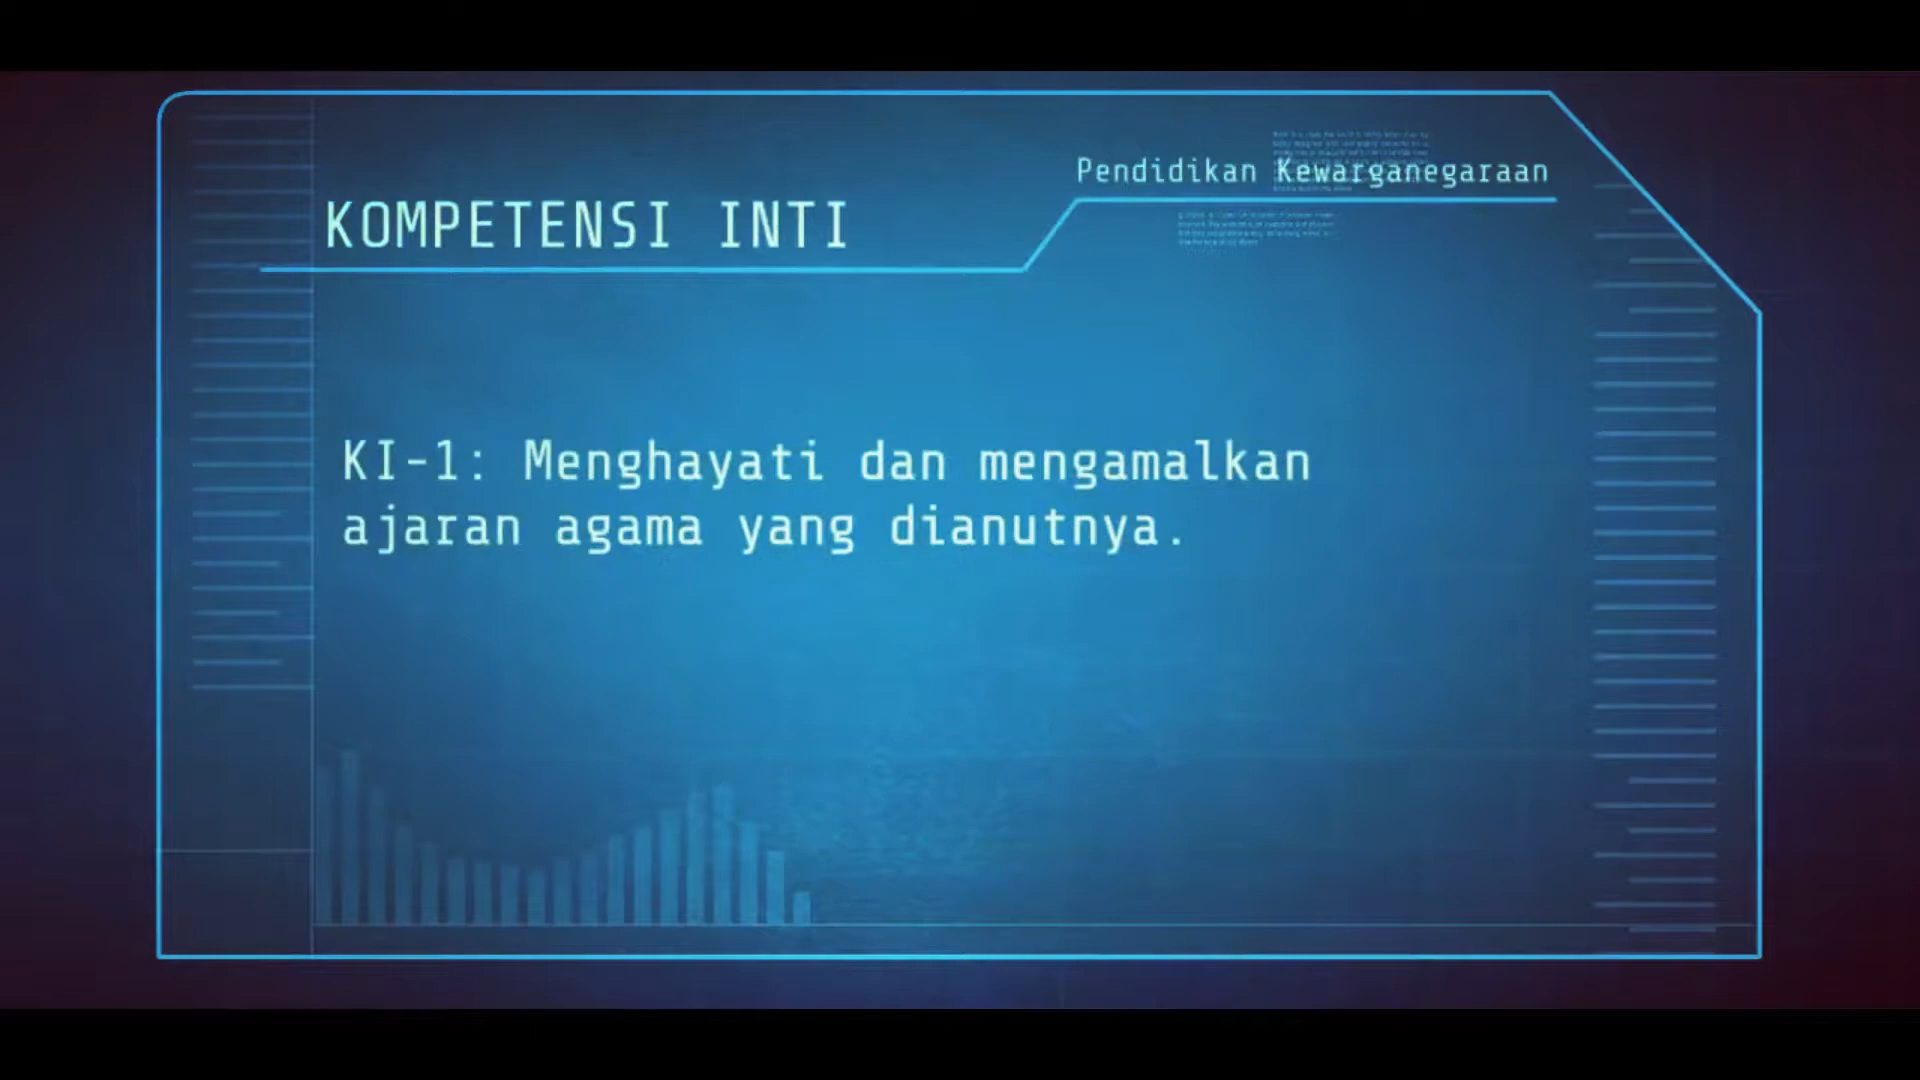 Pendidikan Kewarganegaraan
KOMPETENSI INTI
KI-1: Menghayati dan mengamalkan
ajaran agama yang dianutnya.